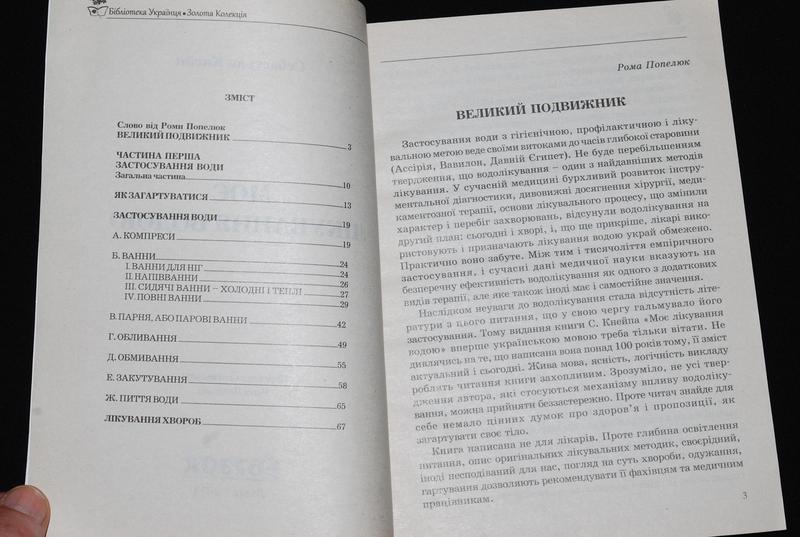 Бібліотека Українця • Золота Колекція
ЗМІСТ
Слово від Роми Попелюк
ВЕЛИКИЙ ПОДВИЖНИК 3
ЧАСТИНА ПЕРША
ЗАСТОСУВАННЯ ВОДИ
Загальна частина 10
ЯК ЗАГАРТУВАТИСЯ 13
ЗАСТОСУВАННЯ ВОДИ 19
А. КОМПРЕСИ 19
Б. ВАННИ 24
I. ВАННИ ДЛЯ НІГ 24
II. НАПІВВАННИ 26
III. СИДЯЧІ ВАННИ – ХОЛОДНІ І ТЕПЛІ 27
IV. ПОВНІ ВАННИ 29
В. ПАРНЯ, АБО ПАРОВІ ВАННИ 42
Г. ОБЛИВАННЯ 49
Д. ОБМИВАННЯ 55
Е. ЗАКУТУВАННЯ 58
Ж. ПИТТЯ ВОДИ 65
ЛІКУВАННЯ ХВОРОБ 67
Рома Попелюк
ВЕЛИКИЙ ПОДВИЖНИК
Застосування води з гігієнічною, профілактичною і ліку-
вальною метою веде своїми витоками до часів глибокої старовини
(Ассірія, Вавилон, Давній Єгипет). Не буде перебільшенням
твердження, що водолікування – один з найдавніших методів
лікування. У сучасній медицині бурхливий розвиток інстру-
ментальної діагностики, дивовижні досягнення хірургії, меди-
каментозної терапії, основи лікувального процесу, що змінили
характер і перебіг захворювань, відсунули водолікування на
другий план: сьогодні і хворі, і, що ще прикріше, лікарі вико-
ристовують і призначають лікування водою украй обмежено.
Практично воно забуте. Між тим і тисячоліття емпіричного
застосування, і сучасні дані медичної науки вказують на
безперечну ефективність водолікування як одного з додаткових
видів терапії, але яке також іноді має і самостійне значення.
Наслідком неуваги до водолікування стала відсутність літе-
ратури з цього питання, що у свою чергу гальмувало його
застосування. Тому видання книги С. Кнейпа «Моє лікування
водою» вперше українською мовою треба тільки вітати. Не
дивлячись на те, що написана вона понад 100 років тому, її зміст
актуальний і сьогодні. Жива мова, ясність, логічність викладу
роблять читання книги захопливим. Зрозуміло, не усі твер-
дження автора, які стосуються механізму впливу водоліку-
вання, можна прийняти беззастережно. Проте читач знайде для
себе немало цінних думок про здоров'я і пропозиції, як
загартувати своє тіло.
Книга написана не для лікарів. Проте глибина освітлення
питання, опис оригінальних лікувальних методик, своєрідний,
іноді несподіваний для нас, погляд на суть хвороби, одужання,
гартування дозволяють рекомендувати її фахівцям та медичним
працівникам.
3